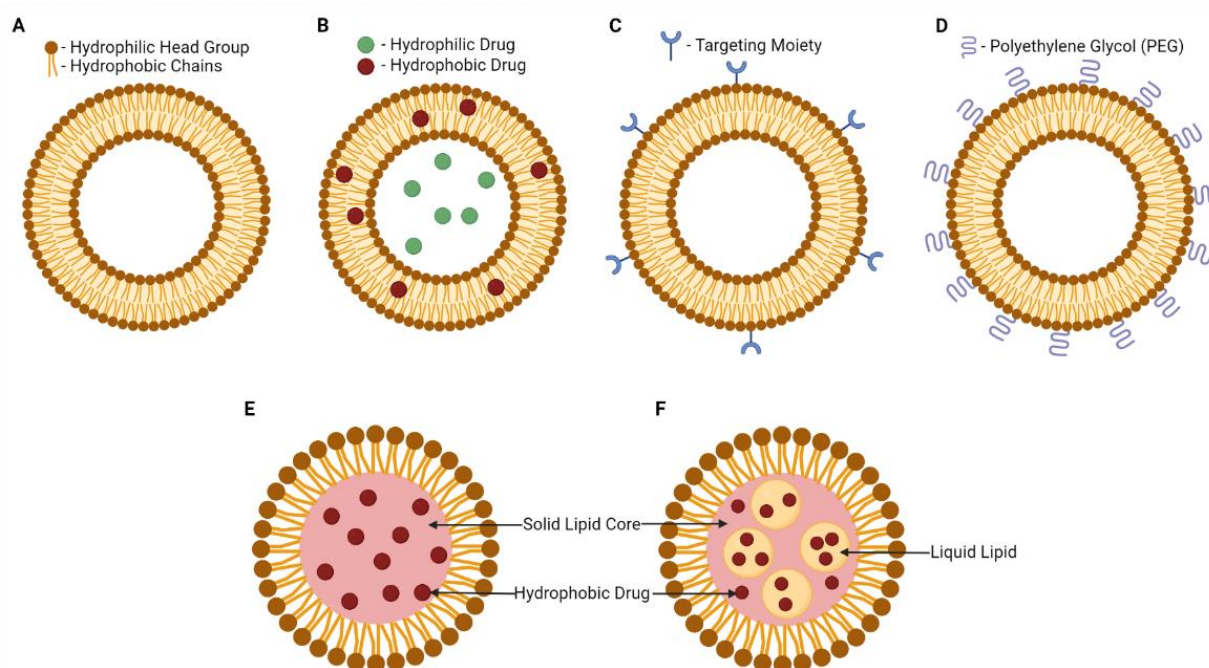 A
- Hydrophilic Head Group
- Hydrophobic Chains
B
- Hydrophilic Drug
- Hydrophobic Drug
C
- Targeting Moiety
D
- Polyethylene Glycol (PEG)
E
F
Solid Lipid Core
Liquid Lipid
Hydrophobic Drug